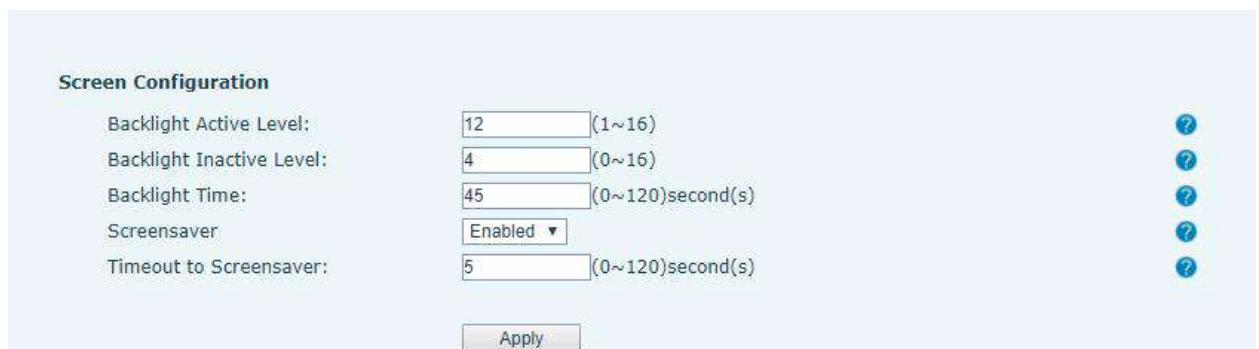 Screen Configuration
Backlight Active Level: 12 (1~16)
Backlight Inactive Level: 4 (0~16)
Backlight Time: 45 (0~120)second(s)
Screensaver Enabled
Timeout to Screensaver: 5 (0~120)second(s)
Apply